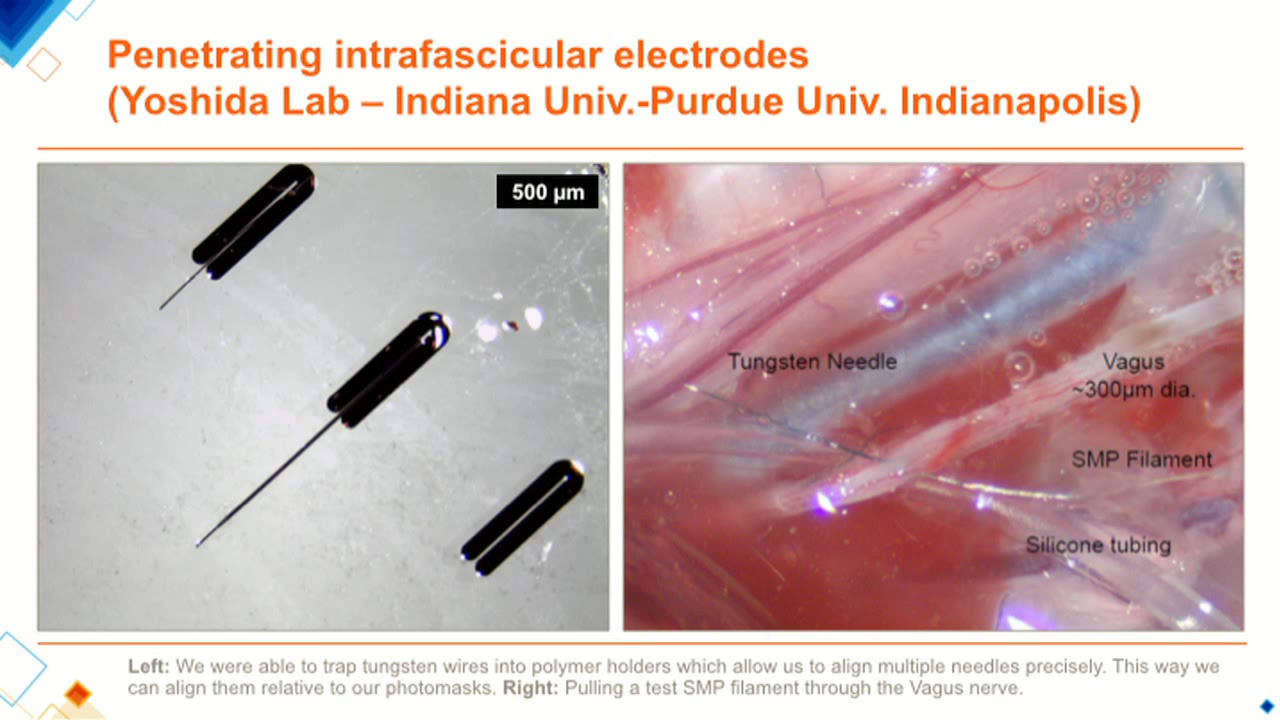 Penetrating intrafascicular electrodes
(Yoshida Lab – Indiana Univ.-Purdue Univ. Indianapolis)
500 µm
Tungsten Needle
Vagus
~300µm dia.
SMP Filament
Silicone tubing
Left: We were able to trap tungsten wires into polymer holders which allow us to align multiple needles precisely. This way we
can align them relative to our photomasks. Right: Pulling a test SMP filament through the Vagus nerve.